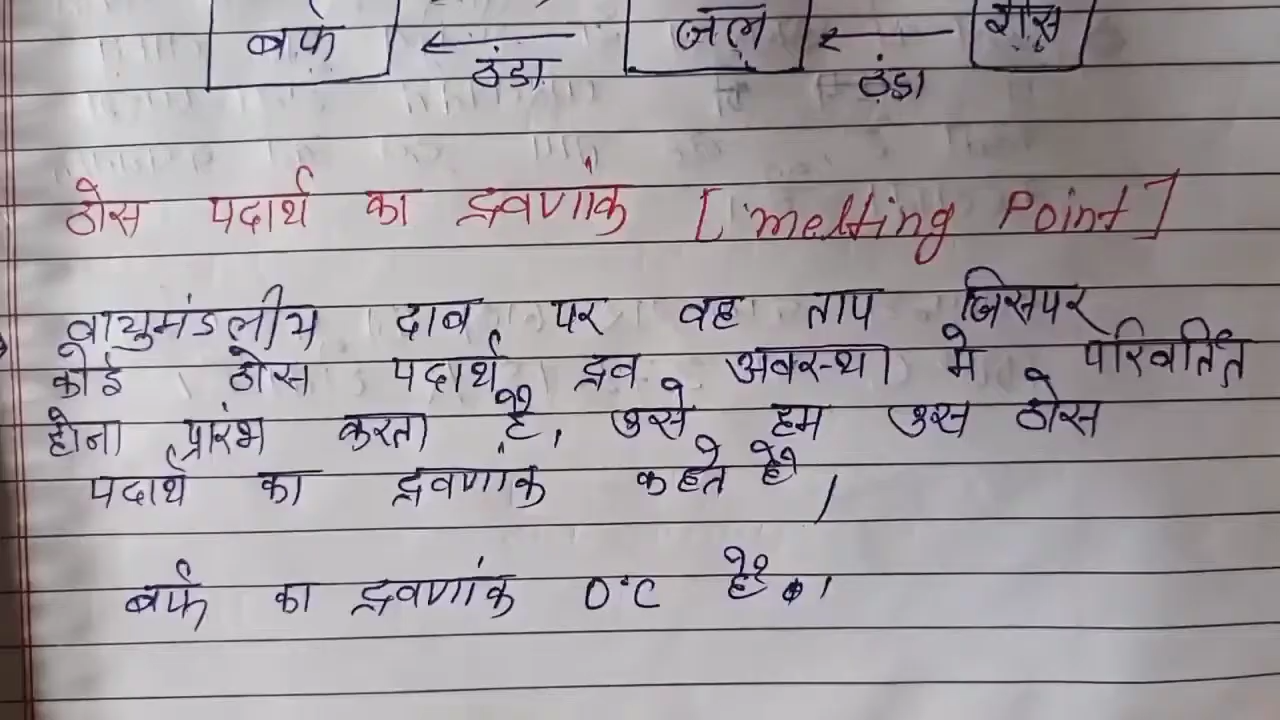 बर्फ जल गैस
ठंडा ठंडा
ठोस पदार्थ का द्रवणांक [melting Point]
वायुमंडलीय दाब पर वह ताप जिसपर
कोई ठोस पदार्थ द्रव अवस्था मे परिवर्तित
होना प्रारंभ करता है, उसे हम उस ठोस
पदार्थ का द्रवणांक कहते है।
बर्फ का द्रवणांक 0°C है।